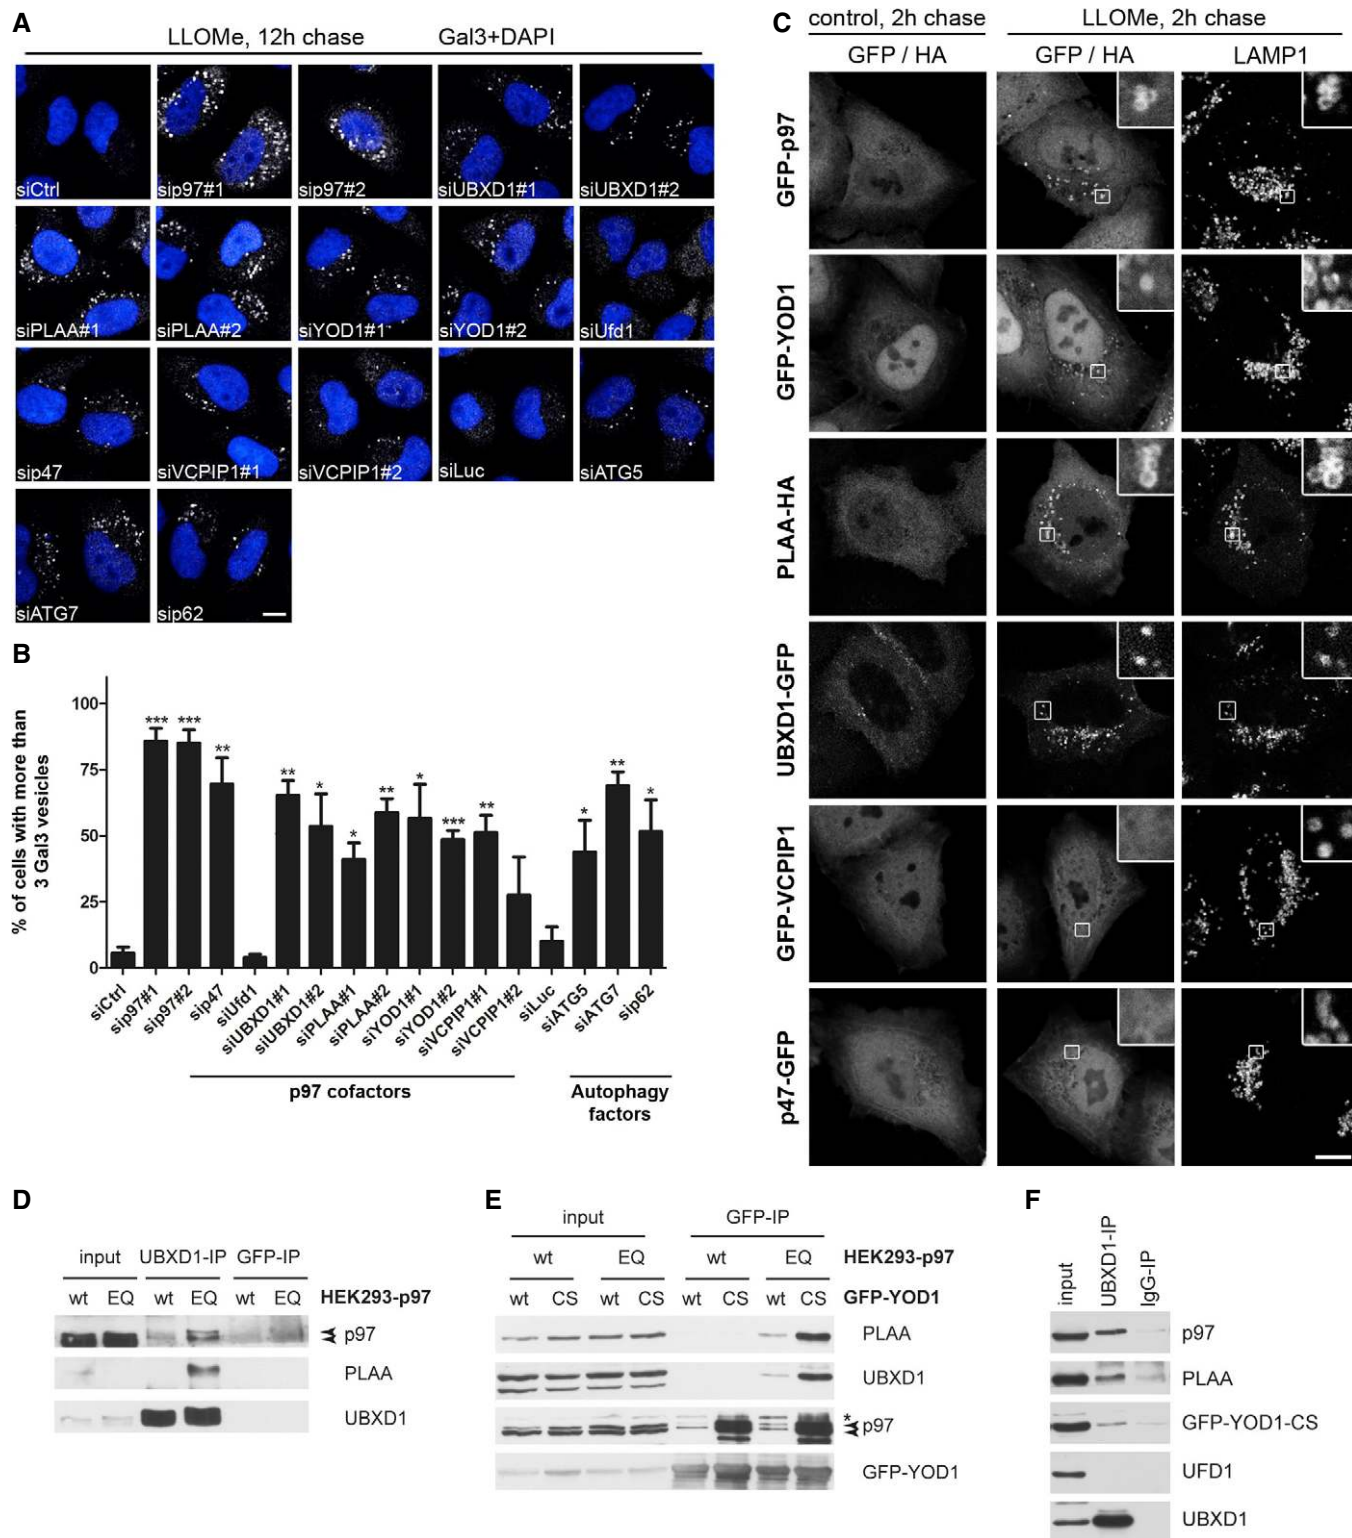 A
LLOMe, 12h chase Gal3+DAPI
siCtrl sip97#1 sip97#2 siUBXD1#1 siUBXD1#2
siPLAA#1 siPLAA#2 siYOD1#1 siYOD1#2 siUfd1
sip47 siVCPIP1#1 siVCPIP1#2 siLuc siATG5
siATG7 sip62
B
% of cells with more than
3 Gal3 vesicles
100
75
50
25
0
*** *** ** ** * * ** * *** ** * ** *
siCtrl sip97#1 sip97#2 sip47 siUfd1 siUBXD1#1 siUBXD1#2 siPLAA#1 siPLAA#2 siYOD1#1 siYOD1#2 siVCPIP1#1 siVCPIP1#2 siLuc siATG5 siATG7 sip62
p97 cofactors
Autophagy
factors
C
control, 2h chase LLOMe, 2h chase
GFP / HA GFP / HA LAMP1
GFP-p97
GFP-YOD1
PLAA-HA
UBXD1-GFP
GFP-VCPIP1
p47-GFP
D
input UBXD1-IP GFP-IP
wt EQ wt EQ wt EQ HEK293-p97
p97
PLAA
UBXD1
E
input GFP-IP
wt EQ wt EQ HEK293-p97
wt CS wt CS wt CS wt CS GFP-YOD1
PLAA
UBXD1
* p97
GFP-YOD1
F
input UBXD1-IP IgG-IP
p97
PLAA
GFP-YOD1-CS
UFD1
UBXD1